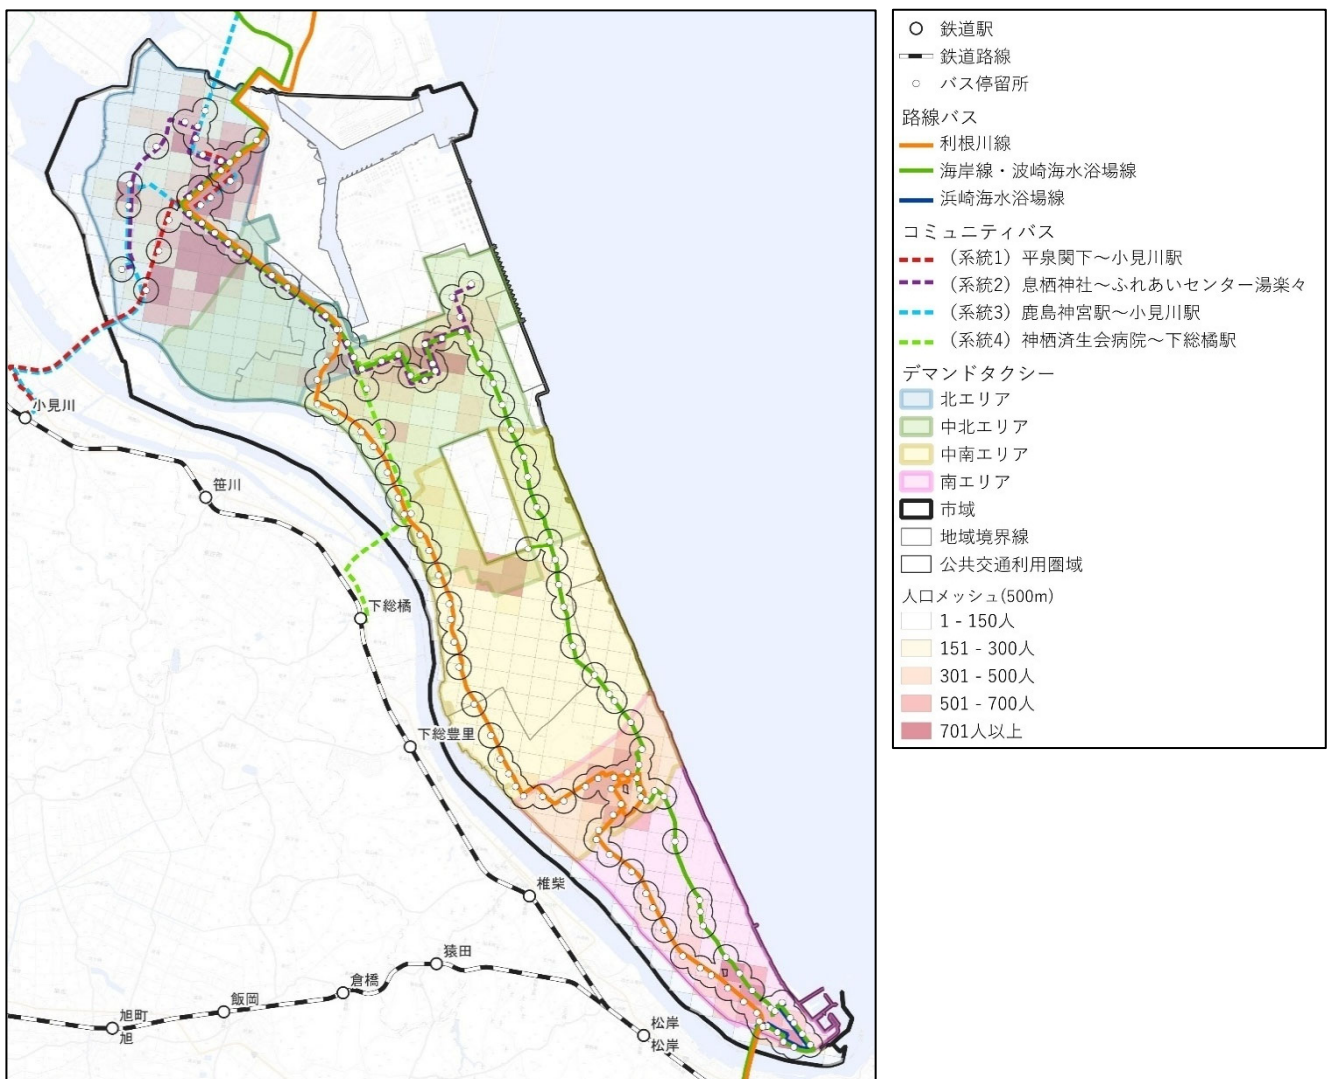 小見川
笹川
下総橘
下総豊里
椎柴
猿田
倉橋
飯岡
旭町
旭
松岸
松岸
鉄道駅
鉄道路線
バス停留所
路線バス
利根川線
海岸線・波崎海水浴場線
浜崎海水浴場線
コミュニティバス
（系統1）平泉関下～小見川駅
（系統2）息栖神社～ふれあいセンター湯楽々
（系統3）鹿島神宮駅～小見川駅
（系統4）神栖済生会病院～下総橘駅
デマンドタクシー
北エリア
中北エリア
中南エリア
南エリア
市域
地域境界線
公共交通利用圏域
人口メッシュ(500m)
1 - 150人
151 - 300人
301 - 500人
501 - 700人
701人以上